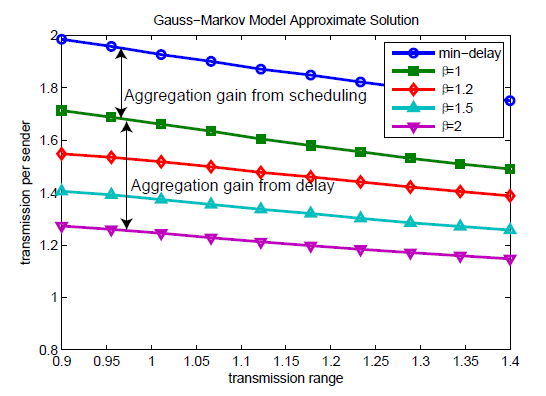 Gauss-Markov Model Approximate Solution
2
1.8
1.6
1.4
1.2
1
0.8
transmission per sender
min-delay
β=1
β=1.2
β=1.5
β=2
Aggregation gain from scheduling
Aggregation gain from delay
0.9 0.95 1 1.05 1.1 1.15 1.2 1.25 1.3 1.35 1.4
transmission range